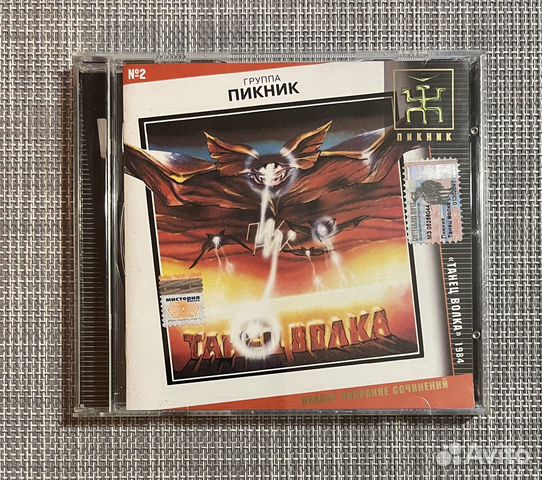 №2
ГРУППА
ПИКНИК
ПИКНИК
мистерия
ТАНЕЦ ВОЛКА
«ТАНЕЦ ВОЛКА» 1984
ПОЛНОЕ СОБРАНИЕ СОЧИНЕНИЙ
Avito